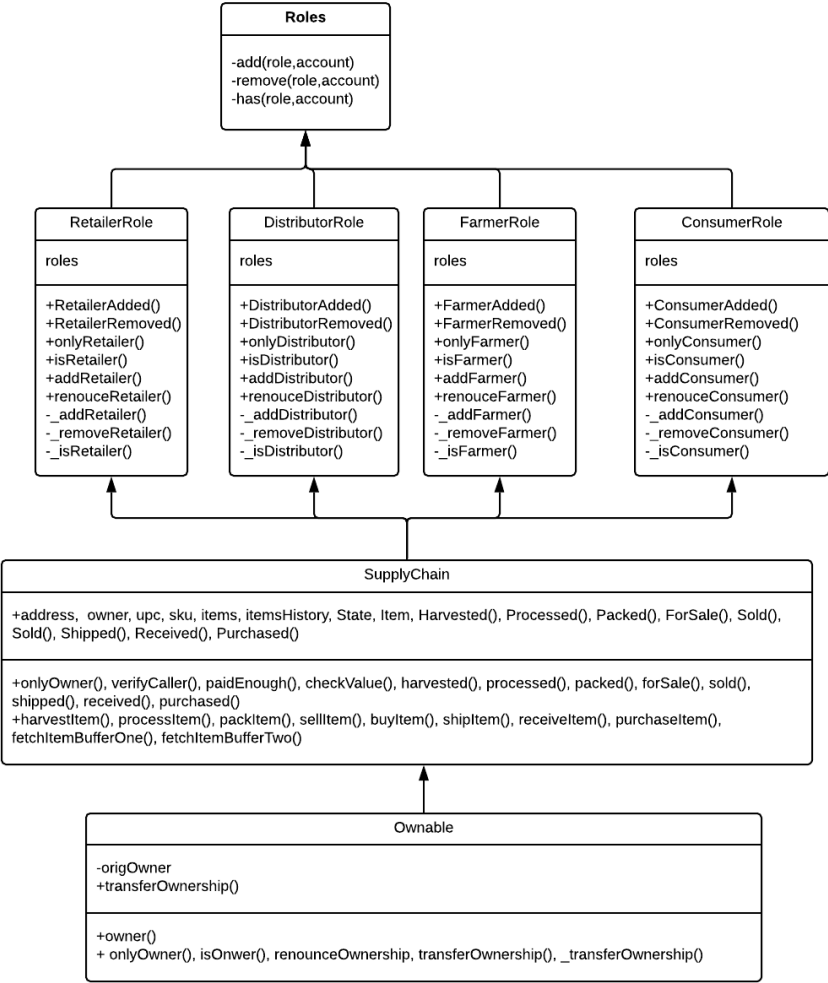 Roles
-add(role,account)
-remove(role,account)
-has(role,account)
RetailerRole
roles
+RetailerAdded()
+RetailerRemoved()
+onlyRetailer()
+isRetailer()
+addRetailer()
+renouceRetailer()
-_addRetailer()
-_removeRetailer()
-_isRetailer()
DistributorRole
roles
+DistributorAdded()
+DistributorRemoved()
+onlyDistributor()
+isDistributor()
+addDistributor()
+renouceDistributor()
-_addDistributor()
-_removeDistributor()
-_isDistributor()
FarmerRole
roles
+FarmerAdded()
+FarmerRemoved()
+onlyFarmer()
+isFarmer()
+addFarmer()
+renouceFarmer()
-_addFarmer()
-_removeFarmer()
-_isFarmer()
ConsumerRole
roles
+ConsumerAdded()
+ConsumerRemoved()
+onlyConsumer()
+isConsumer()
+addConsumer()
+renouceConsumer()
-_addConsumer()
-_removeConsumer()
-_isConsumer()
SupplyChain
+address, owner, upc, sku, items, itemsHistory, State, Item, Harvested(), Processed(), Packed(), ForSale(), Sold(),
Sold(), Shipped(), Received(), Purchased()
+onlyOwner(), verifyCaller(), paidEnough(), checkValue(), harvested(), processed(), packed(), forSale(), sold(),
shipped(), received(), purchased()
+harvestItem(), processItem(), packItem(), sellItem(), buyItem(), shipItem(), receiveItem(), purchaseItem(),
fetchItemBufferOne(), fetchItemBufferTwo()
Ownable
-origOwner
+transferOwnership()
+owner()
+ onlyOwner(), isOnwer(), renounceOwnership, transferOwnership(), _transferOwnership()